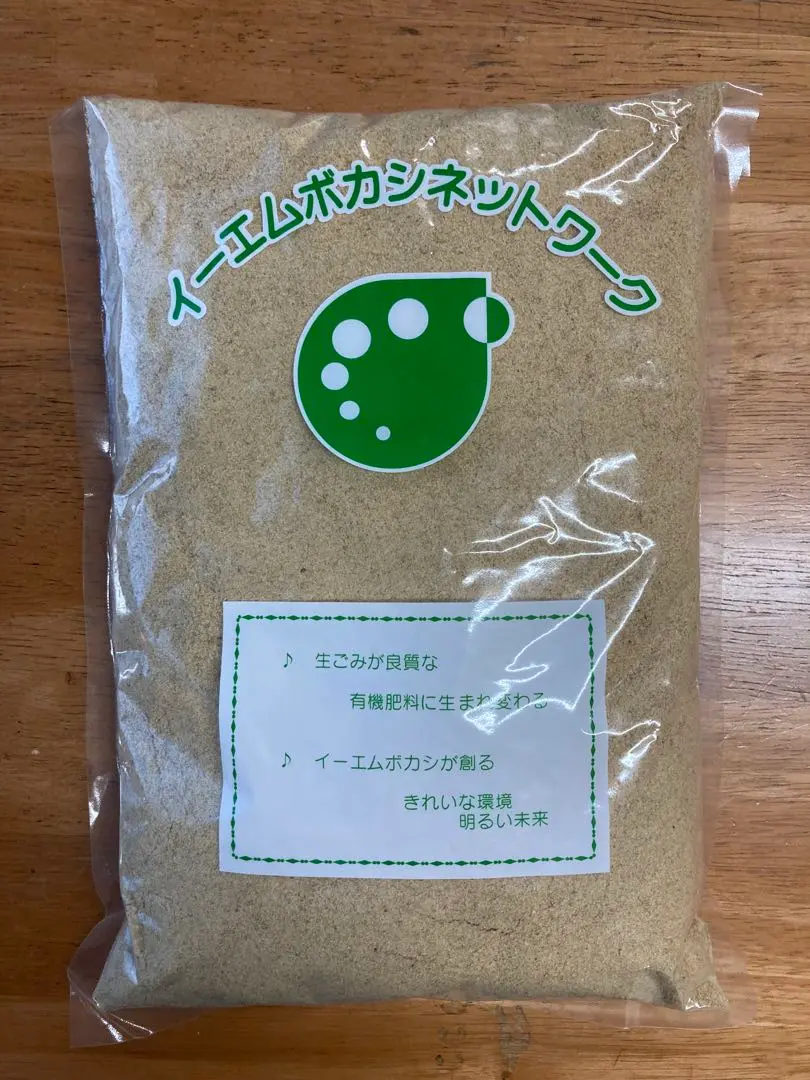 イーエムボカシネットワーク
♪ 生ごみが良質な
有機肥料に生まれ変わる
♪ イーエムボカシが創る
きれいな環境
明るい未来